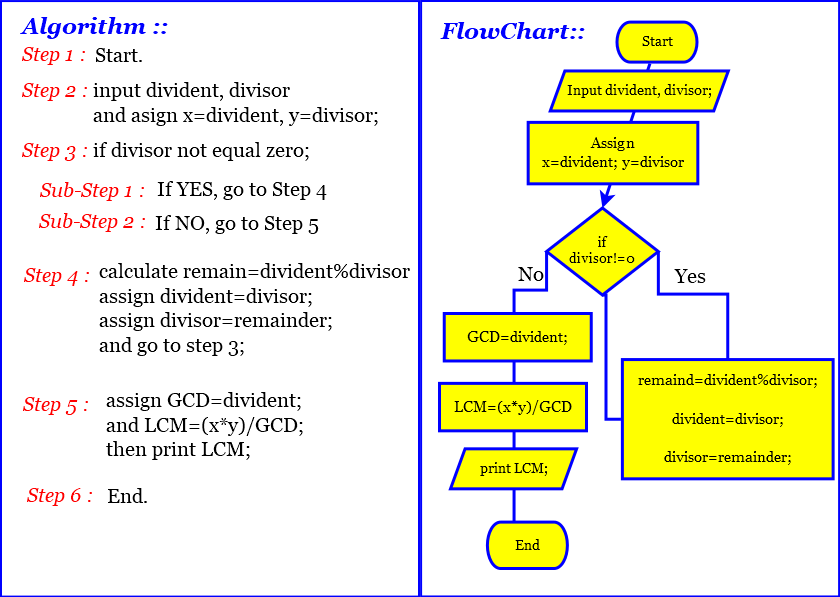 Algorithm ::
Step 1 : Start.
Step 2 : input divident, divisor
and asign x=divident, y=divisor;
Step 3 : if divisor not equal zero;
Sub-Step 1 : If YES, go to Step 4
Sub-Step 2 : If NO, go to Step 5
Step 4 : calculate remain=divident%divisor
assign divident=divisor;
assign divisor=remainder;
and go to step 3;
Step 5 : assign GCD=divident;
and LCM=(x*y)/GCD;
then print LCM;
Step 6 : End.
FlowChart::
Start
Input divident, divisor;
Assign
x=divident; y=divisor
if
divisor!=0
No
Yes
GCD=divident;
LCM=(x*y)/GCD
print LCM;
End
remaind=divident%divisor;
divident=divisor;
divisor=remainder;